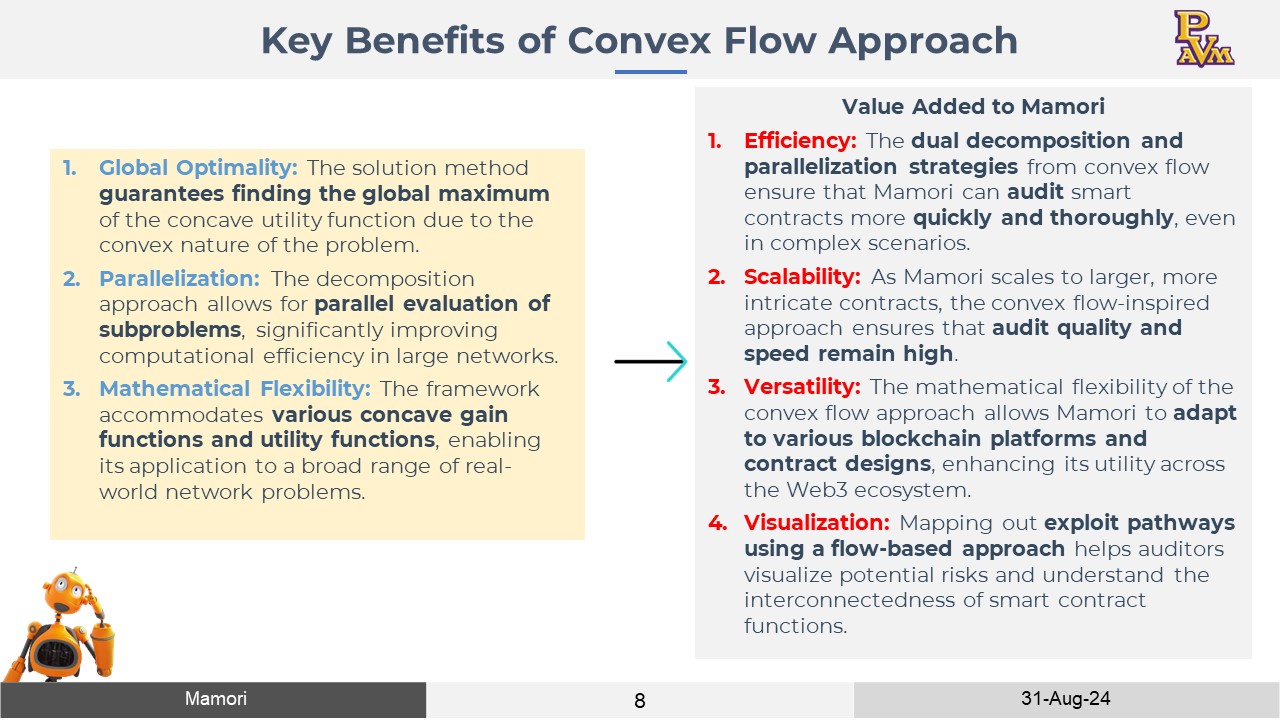 Key Benefits of Convex Flow Approach
PVAM
1. Global Optimality: The solution method
guarantees finding the global maximum
of the concave utility function due to the
convex nature of the problem.
2. Parallelization: The decomposition
approach allows for parallel evaluation of
subproblems, significantly improving
computational efficiency in large networks.
3. Mathematical Flexibility: The framework
accommodates various concave gain
functions and utility functions, enabling
its application to a broad range of real-
world network problems.
Value Added to Mamori
1. Efficiency: The dual decomposition and
parallelization strategies from convex flow
ensure that Mamori can audit smart
contracts more quickly and thoroughly, even
in complex scenarios.
2. Scalability: As Mamori scales to larger, more
intricate contracts, the convex flow-inspired
approach ensures that audit quality and
speed remain high.
3. Versatility: The mathematical flexibility of the
convex flow approach allows Mamori to adapt
to various blockchain platforms and
contract designs, enhancing its utility across
the Web3 ecosystem.
4. Visualization: Mapping out exploit pathways
using a flow-based approach helps auditors
visualize potential risks and understand the
interconnectedness of smart contract
functions.
Mamori
8
31-Aug-24